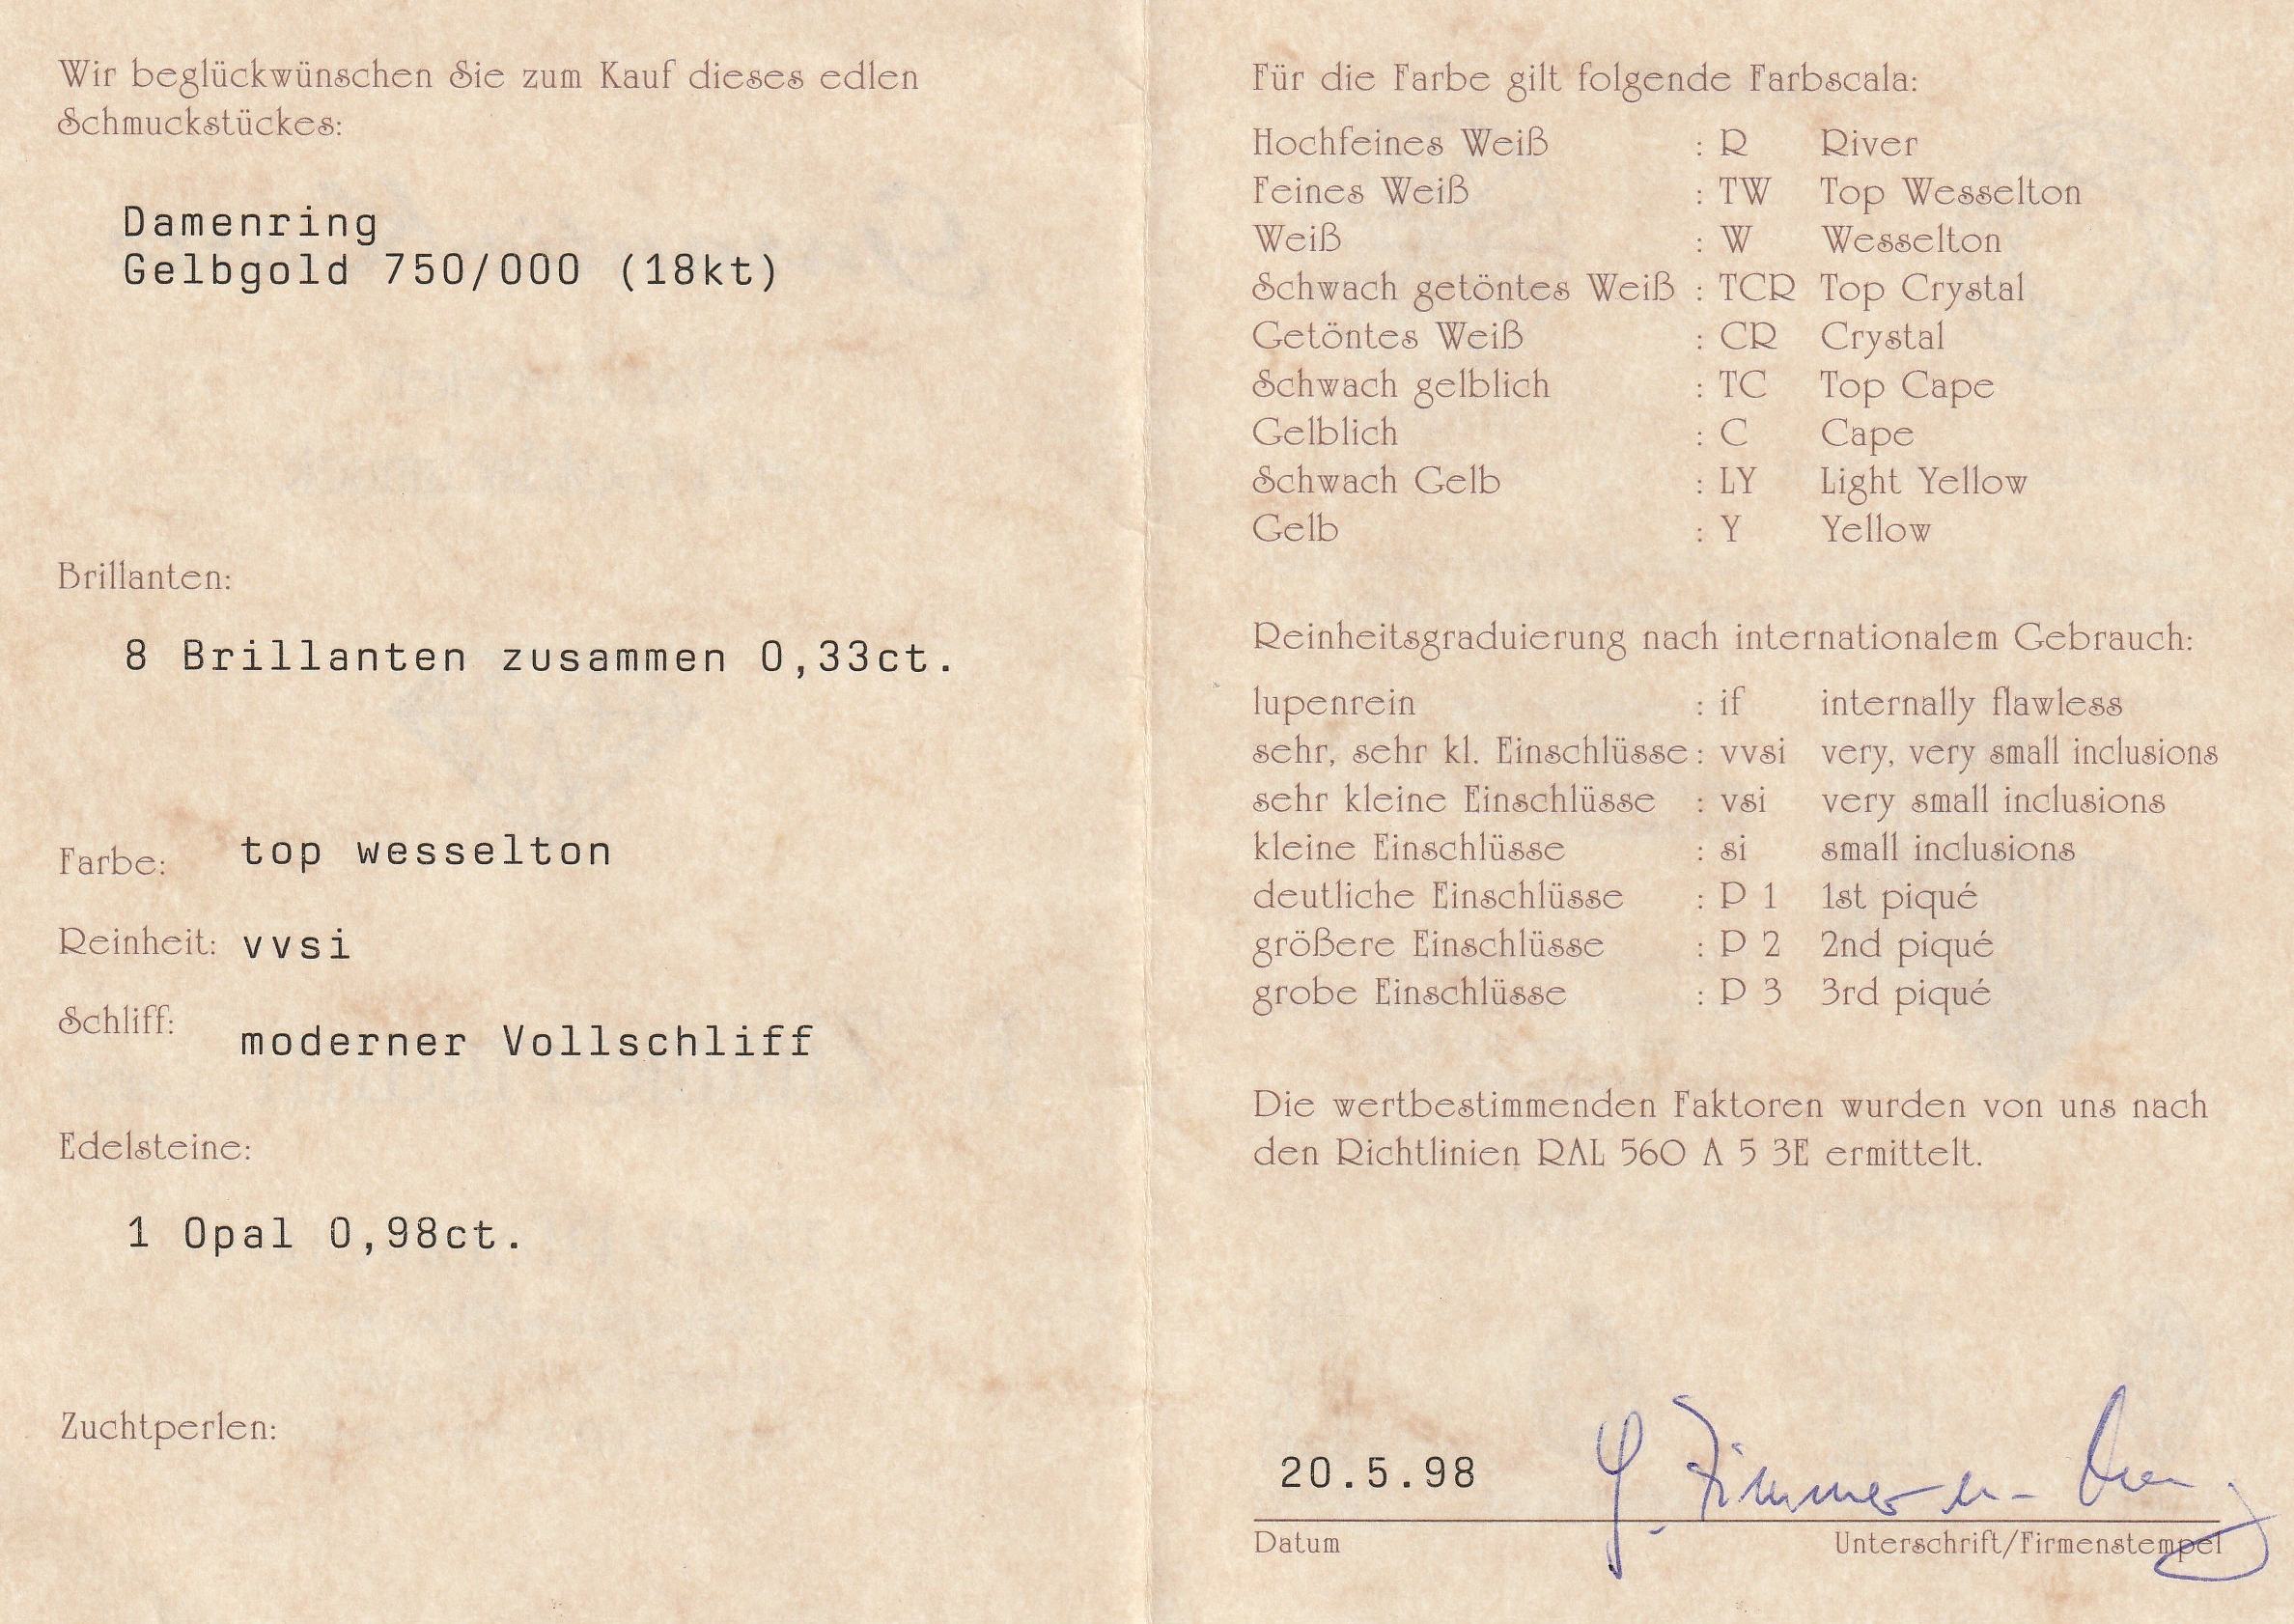 Wir beglückwünschen Sie zum Kauf dieses edlen
Schmuckstückes:
Damenring
Gelbgold 750/000 (18kt)
Brillanten:
8 Brillanten zusammen 0,33ct.
Farbe: top wesselton
Reinheit: vvsi
Schliff: moderner Vollschliff
Edelsteine:
1 Opal 0,98ct.
Zuchtperlen:
Für die Farbe gilt folgende Farbscala:
Hochfeines Weiß : R River
Feines Weiß : TW Top Wesselton
Weiß : W Wesselton
Schwach getöntes Weiß : TCR Top Crystal
Getöntes Weiß : CR Crystal
Schwach gelblich : TC Top Cape
Gelblich : C Cape
Schwach Gelb : LY Light Yellow
Gelb : Y Yellow
Reinheitsgraduierung nach internationalem Gebrauch:
lupenrein : if internally flawless
sehr, sehr kl. Einschlüsse : vvsi very, very small inclusions
sehr kleine Einschlüsse : vsi very small inclusions
kleine Einschlüsse : si small inclusions
deutliche Einschlüsse : P 1 1st piqué
größere Einschlüsse : P 2 2nd piqué
grobe Einschlüsse : P 3 3rd piqué
Die wertbestimmenden Faktoren wurden von uns nach
den Richtlinien RAL 560 A 5 3E ermittelt.
20.5.98
Datum Unterschrift/Firmenstempel